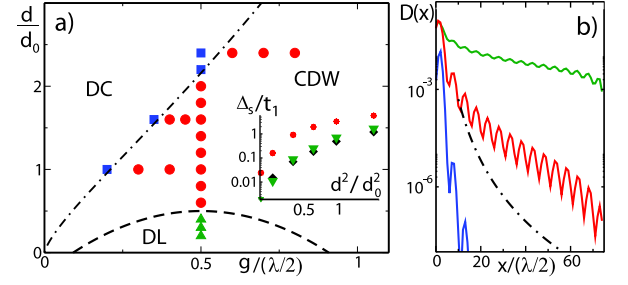 d
d₀
a)
2
1
0
DC
CDW
DL
Δₛ/t₁
1
0.1
0.01
0.5
1
d²/d₀²
0
0.5
1
g/(λ/2)
D(x)
b)
10⁻³
10⁻⁶
0
20
40
60
x/(λ/2)